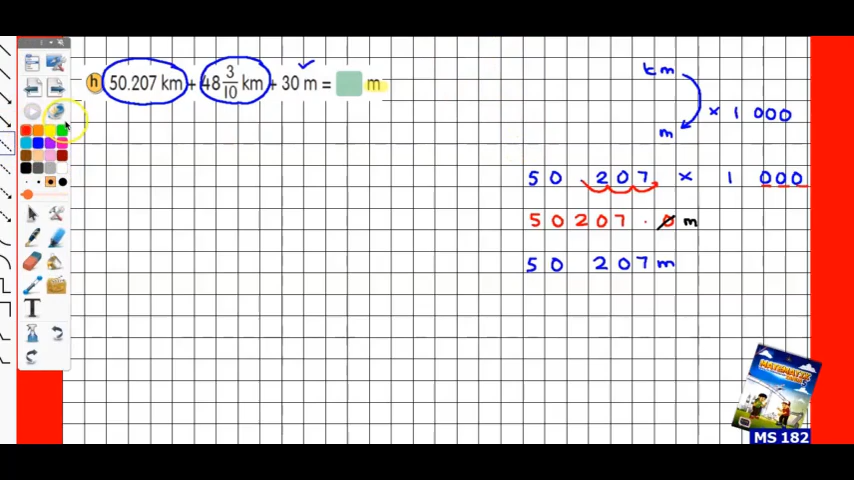 h 50.207 km + 48 3/10 km + 30 m = m
km
× 1 000
m
50 207 × 1 000
50207.0 m
50 207 m
T
MATEMATIK
MS 182